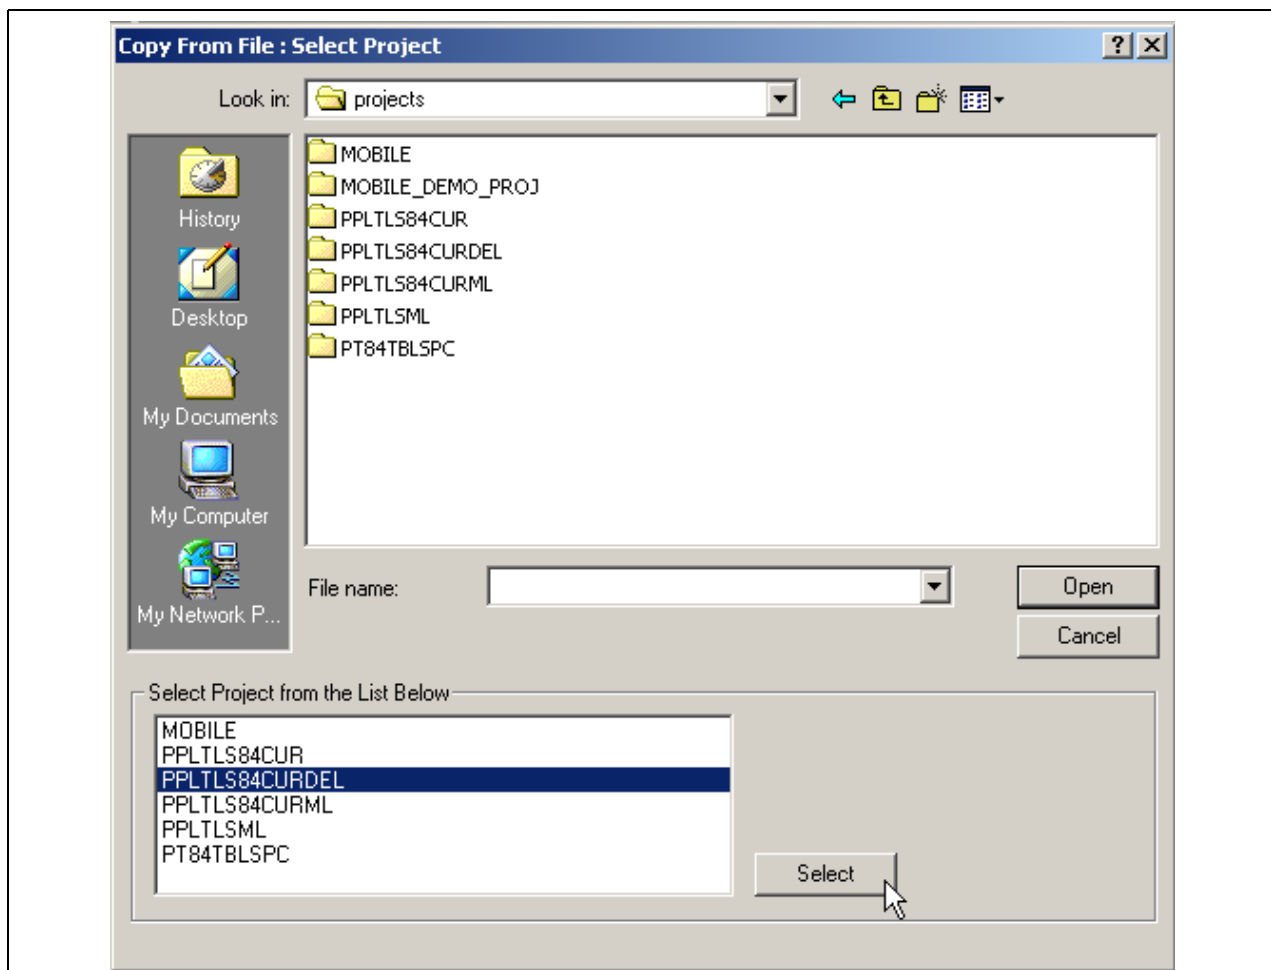 Copy From File : Select Project
Look in: projects
History
Desktop
My Documents
My Computer
My Network P...
MOBILE
MOBILE_DEMO_PROJ
PPLTLS84CUR
PPLTLS84CURDEL
PPLTLS84CURML
PPLTLSML
PT84TBLSPC
File name:
Open
Cancel
Select Project from the List Below
MOBILE
PPLTLS84CUR
PPLTLS84CURDEL
PPLTLS84CURML
PPLTLSML
PT84TBLSPC
Select